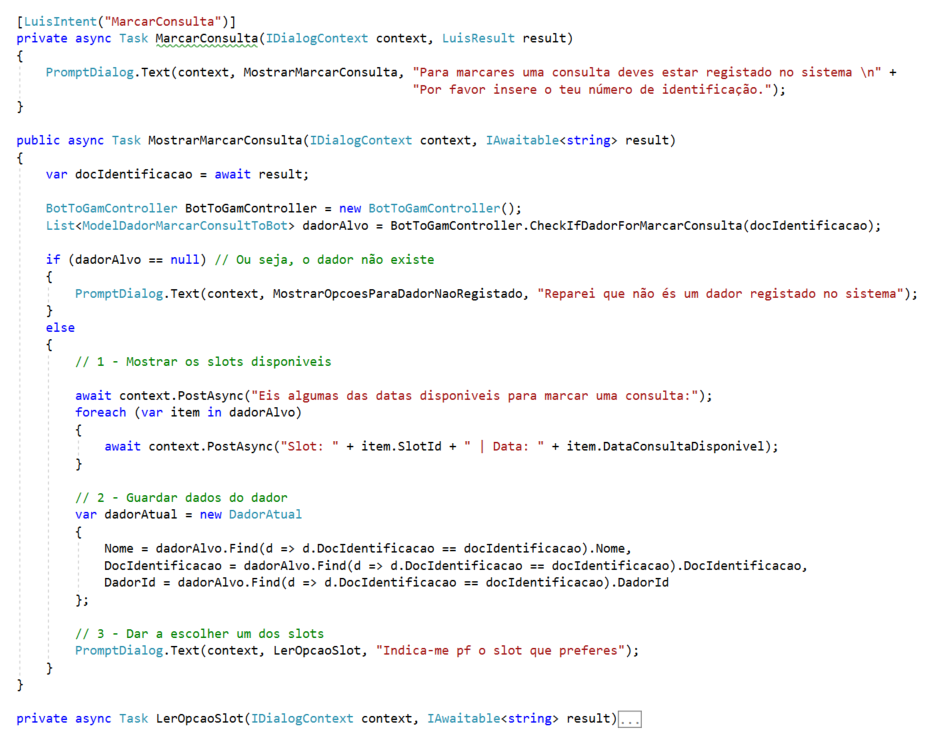 [LuisIntent("MarcarConsulta")]
private async Task MarcarConsulta(IDialogContext context, LuisResult result)
{
PromptDialog.Text(context, MostrarMarcarConsulta, "Para marcares uma consulta deves estar registado no sistema \n" +
"Por favor insere o teu número de identificação.");
}
public async Task MostrarMarcarConsulta(IDialogContext context, IAwaitable<string> result)
{
var docIdentificacao = await result;
BotToGamController BotToGamController = new BotToGamController();
List<ModelDadorMarcarConsultToBot> dadorAlvo = BotToGamController.CheckIfDadorForMarcarConsulta(docIdentificacao);
if (dadorAlvo == null) // Ou seja, o dador não existe
{
PromptDialog.Text(context, MostrarOpcoesParaDadorNaoRegistado, "Reparei que não és um dador registado no sistema");
}
else
{
// 1 - Mostrar os slots disponiveis
await context.PostAsync("Eis algumas das datas disponiveis para marcar uma consulta:");
foreach (var item in dadorAlvo)
{
await context.PostAsync("Slot: " + item.SlotId + " | Data: " + item.DataConsultaDisponivel);
}
// 2 - Guardar dados do dador
var dadorAtual = new DadorAtual
{
Nome = dadorAlvo.Find(d => d.DocIdentificacao == docIdentificacao).Nome,
DocIdentificacao = dadorAlvo.Find(d => d.DocIdentificacao == docIdentificacao).DocIdentificacao,
DadorId = dadorAlvo.Find(d => d.DocIdentificacao == docIdentificacao).DadorId
};
// 3 - Dar a escolher um dos slots
PromptDialog.Text(context, LerOpcaoSlot, "Indica-me pf o slot que preferes");
}
}
private async Task LerOpcaoSlot(IDialogContext context, IAwaitable<string> result)...